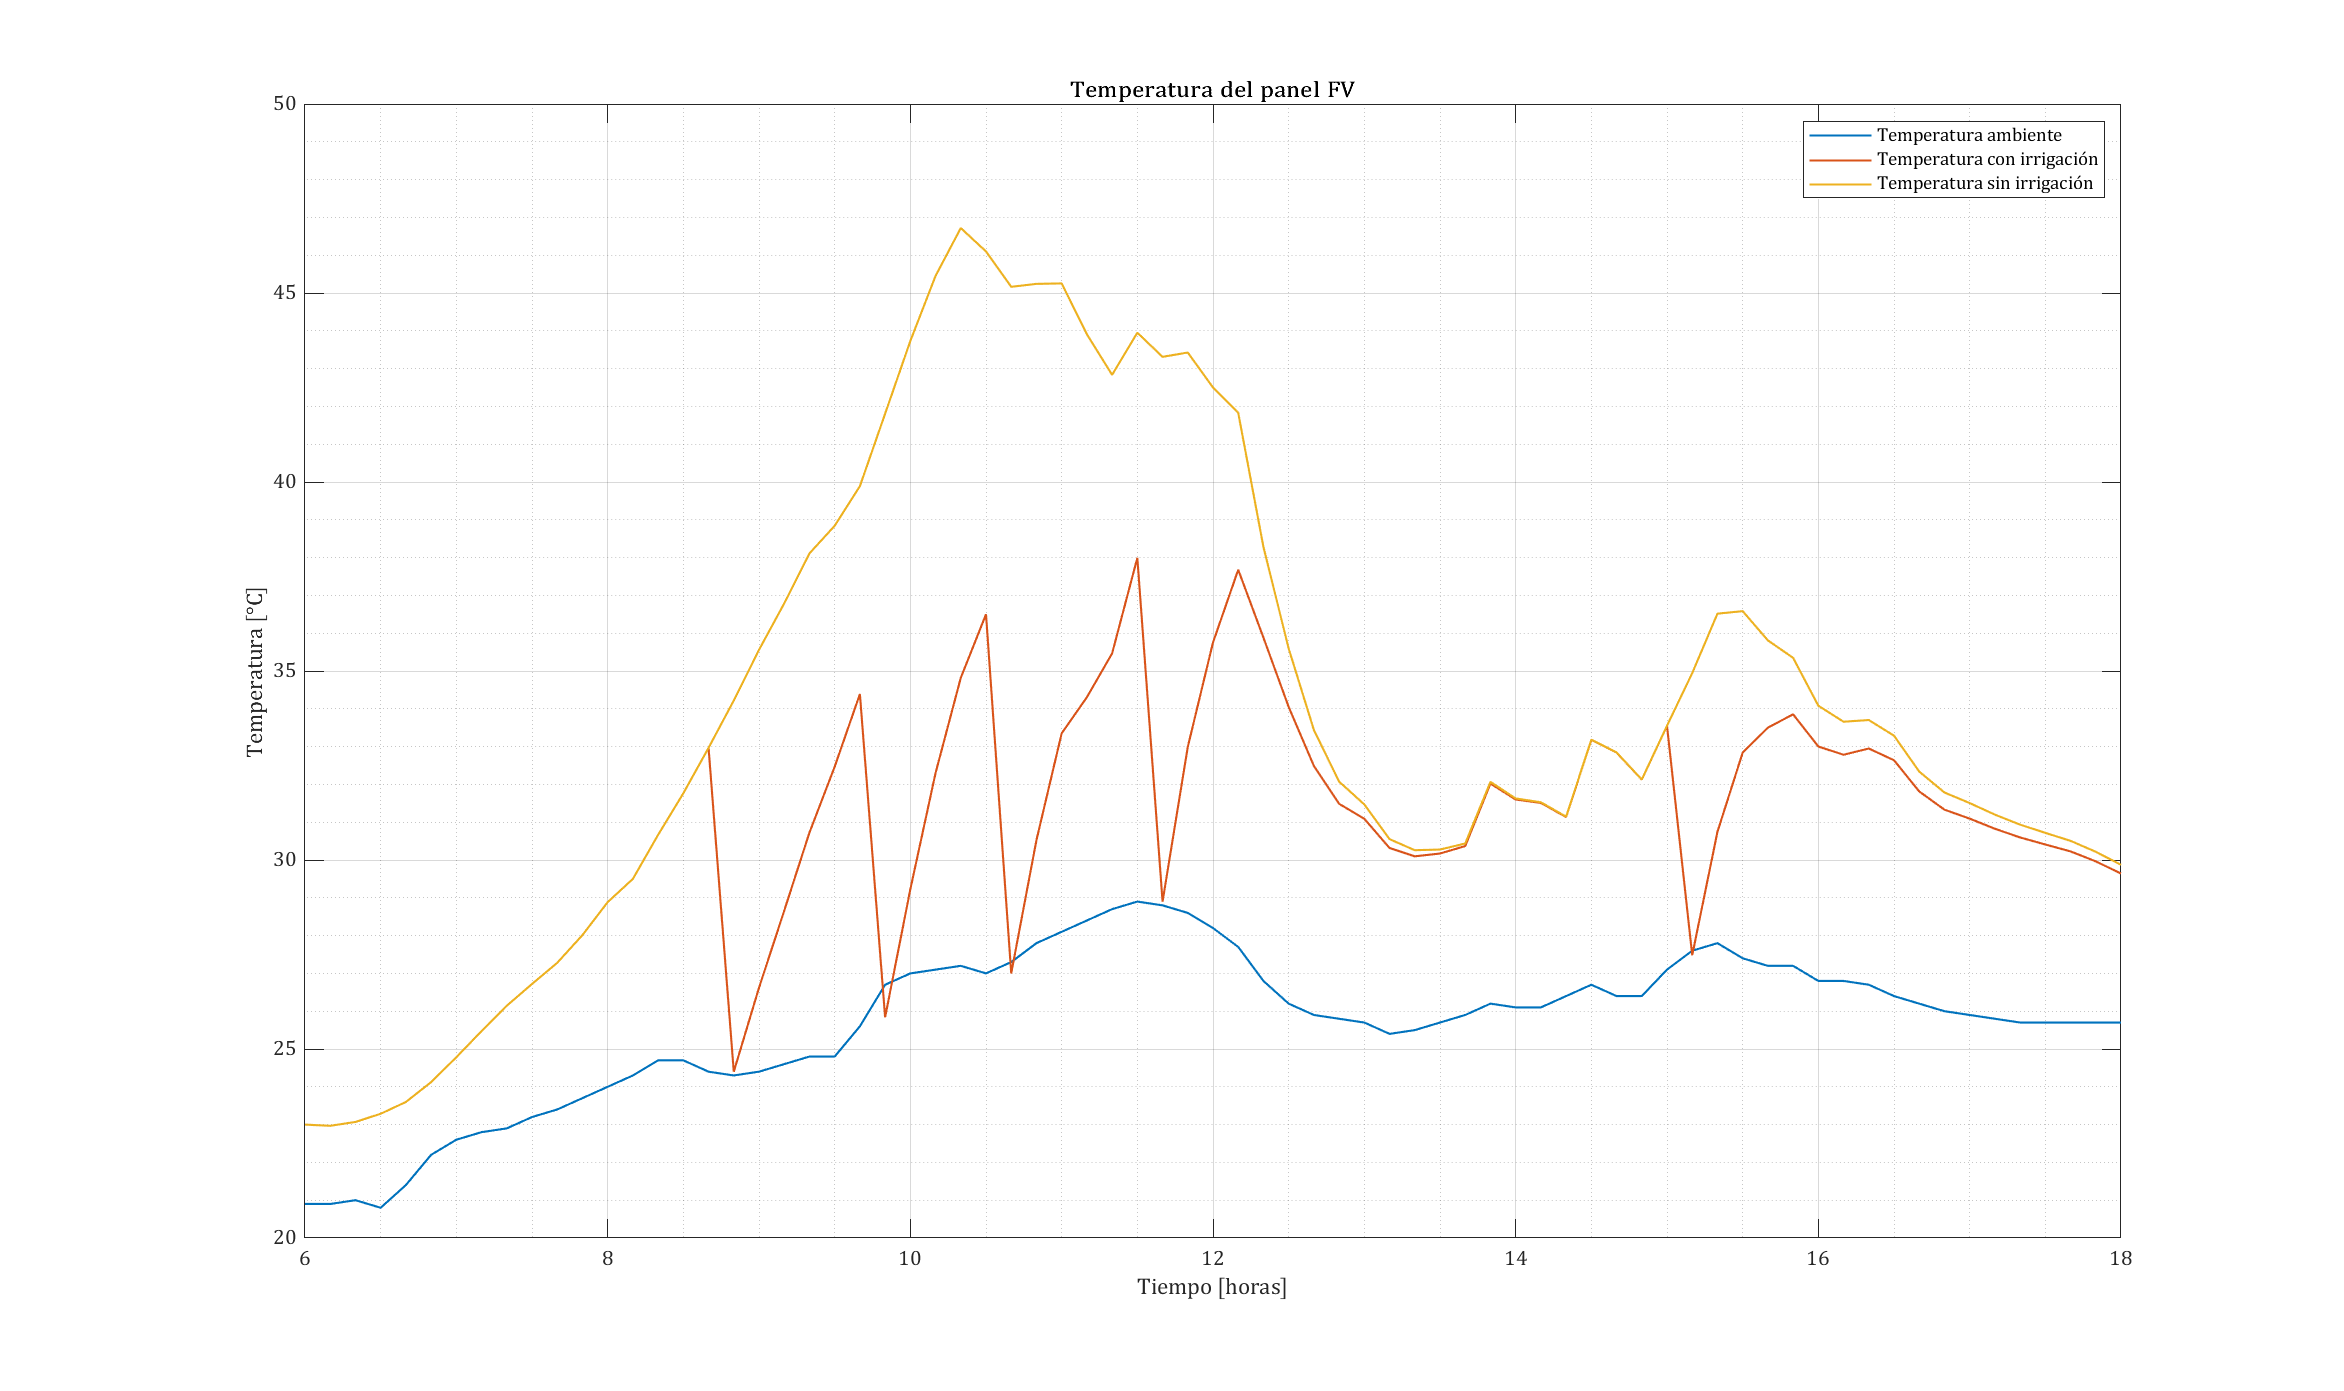 Temperatura del panel FV
Temperatura ambiente
Temperatura con irrigación
Temperatura sin irrigación
50
45
40
35
30
25
20
Temperatura [°C]
6 8 10 12 14 16 18
Tiempo [horas]